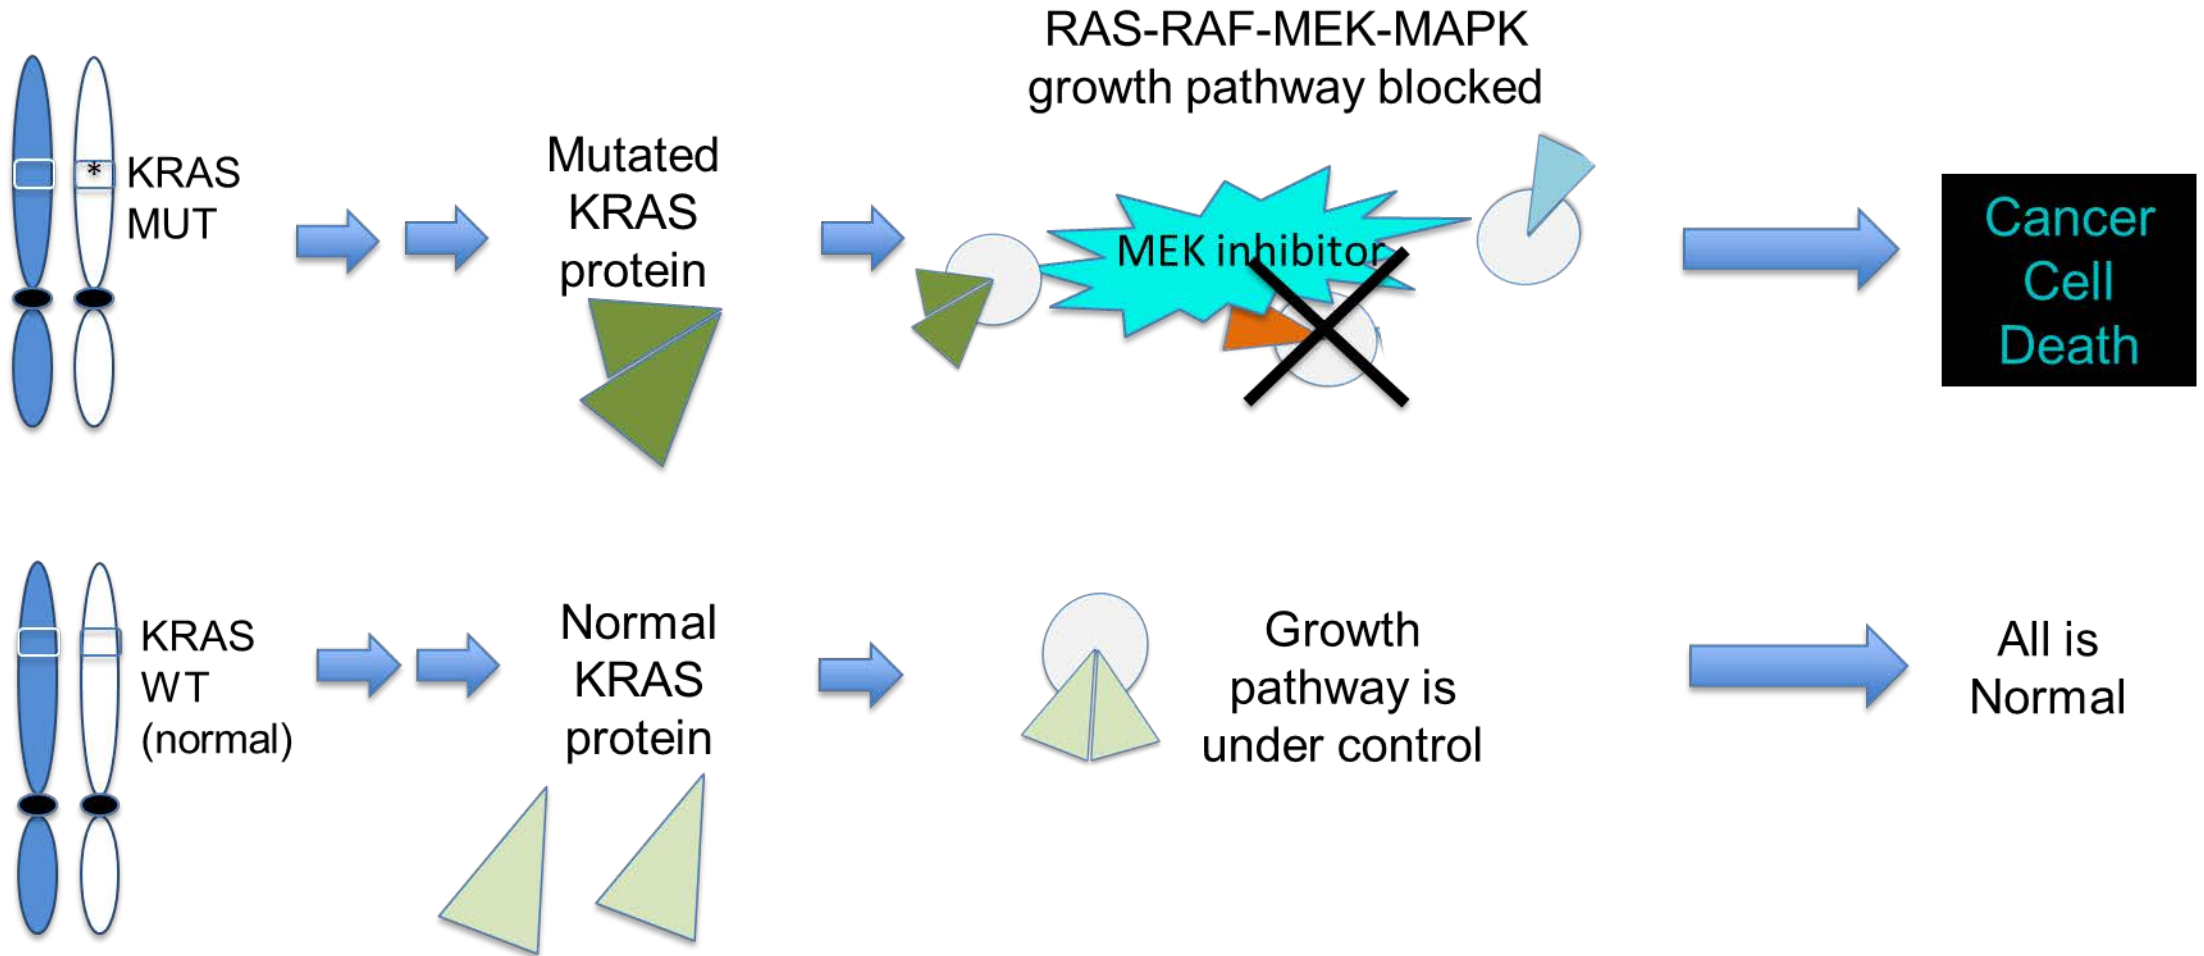 RAS-RAF-MEK-MAPK
growth pathway blocked
*
KRAS
MUT
Mutated
KRAS
protein
MEK inhibitor
Cancer
Cell
Death
KRAS
WT
(normal)
Normal
KRAS
protein
Growth
pathway is
under control
All is
Normal